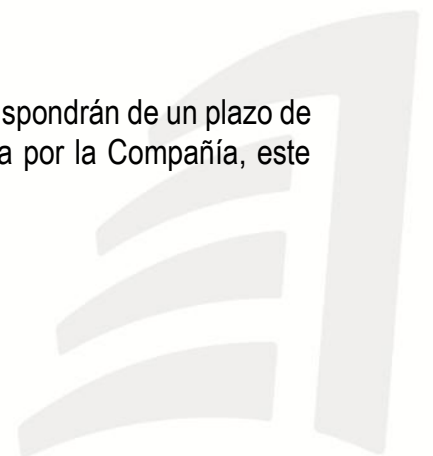 spondrán de un plazo de
a por la Compañía, este